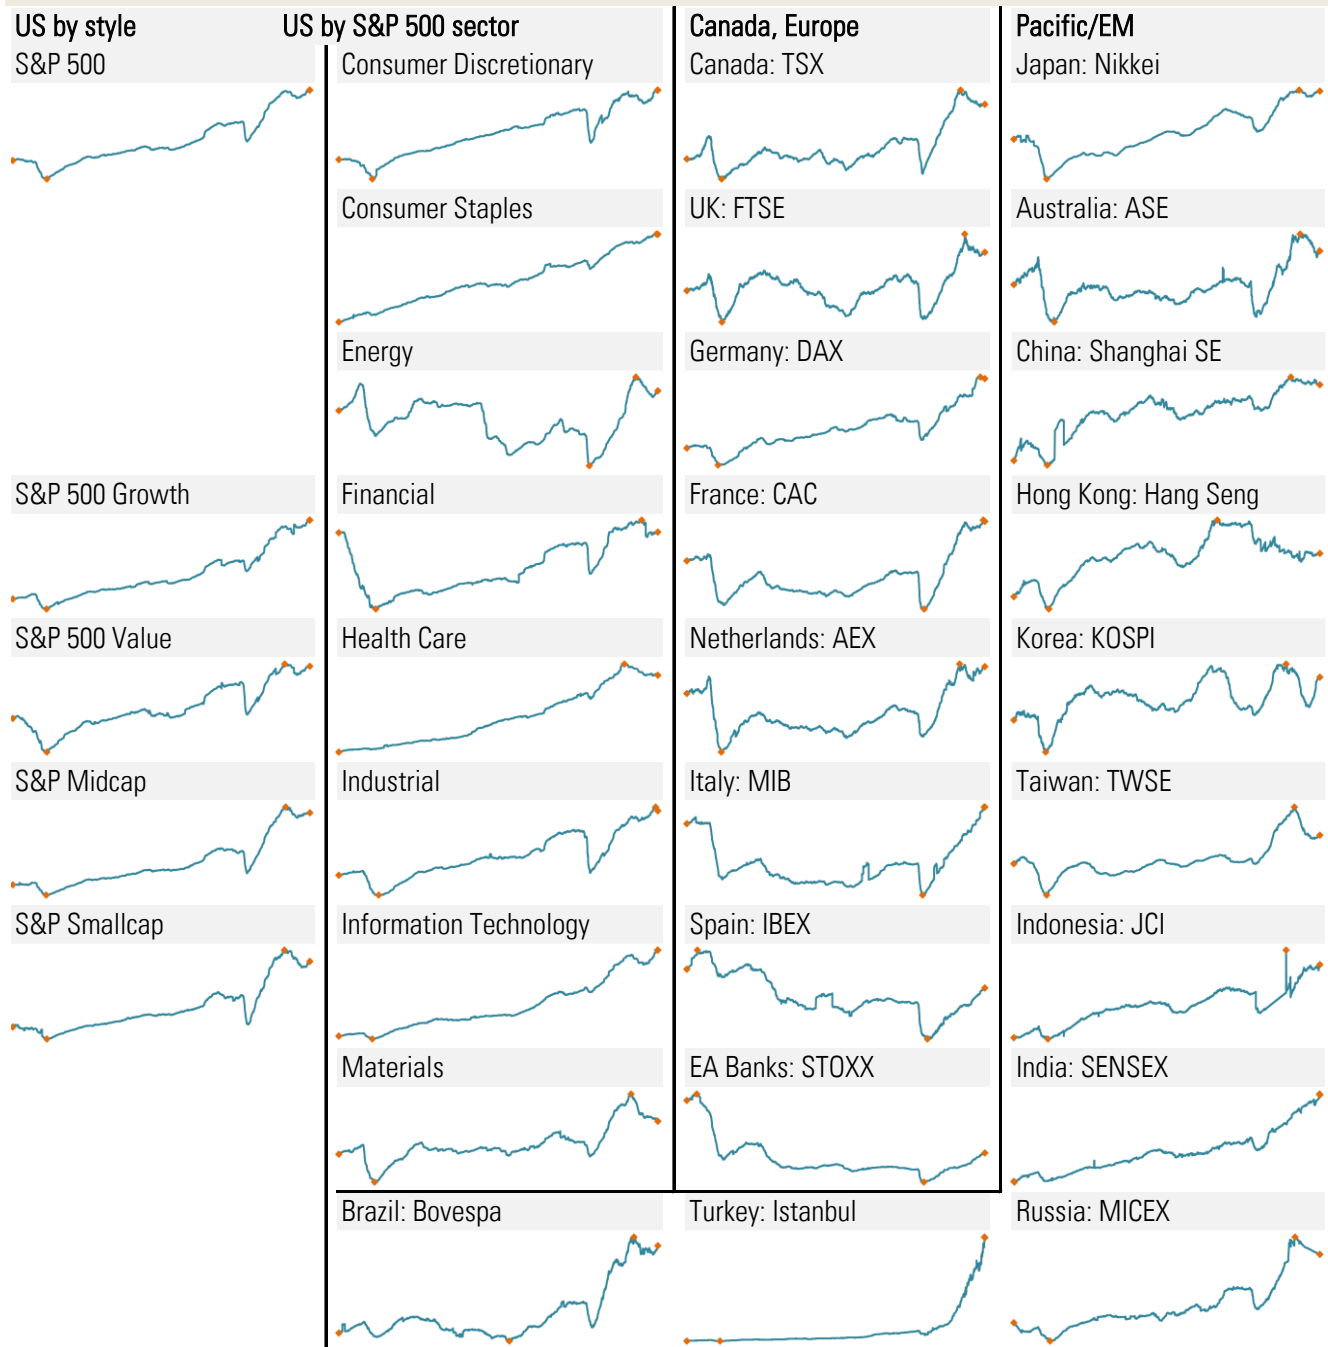 US by style US by S&P 500 sector Canada, Europe Pacific/EM
S&P 500 Consumer Discretionary Canada: TSX Japan: Nikkei
Consumer Staples UK: FTSE Australia: ASE
Energy Germany: DAX China: Shanghai SE
S&P 500 Growth Financial France: CAC Hong Kong: Hang Seng
S&P 500 Value Health Care Netherlands: AEX Korea: KOSPI
S&P Midcap Industrial Italy: MIB Taiwan: TWSE
S&P Smallcap Information Technology Spain: IBEX Indonesia: JCI
Materials EA Banks: STOXX India: SENSEX
Brazil: Bovespa Turkey: Istanbul Russia: MICEX